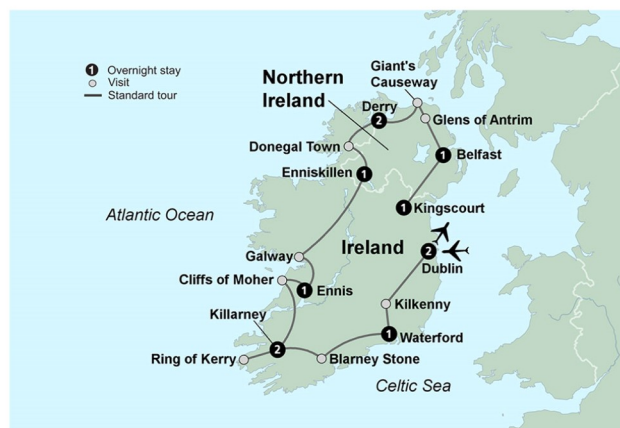 1 Overnight stay
Visit
Standard tour
Giant's
Causeway
Northern
Ireland
Derry
2
Glens of Antrim
Donegal Town
1
Belfast
Enniskillen
1
1
Kingscourt
Atlantic Ocean
Ireland
2
Dublin
Galway
Cliffs of Moher
1
Ennis
Kilkenny
Killarney
1
Waterford
2
Ring of Kerry
Blarney Stone
Celtic Sea